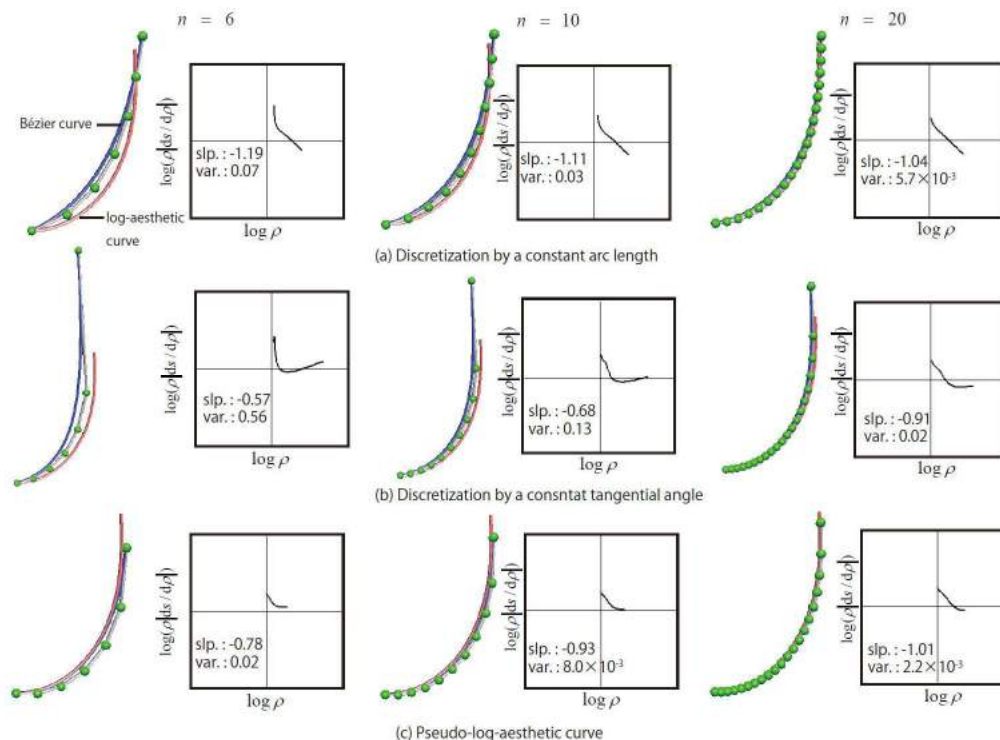 n = 6
n = 10
n = 20
Bézier curve
log-aesthetic
curve
log(ρ|ds / dρ|)
slp. : -1.19
var. : 0.07
log ρ
log(ρ|ds / dρ|)
slp. : -1.11
var. : 0.03
log ρ
log(ρ|ds / dρ|)
slp. : -1.04
var. : 5.7×10⁻³
log ρ
(a) Discretization by a constant arc length
log(ρ|ds / dρ|)
slp. : -0.57
var. : 0.56
log ρ
log(ρ|ds / dρ|)
slp. : -0.68
var. : 0.13
log ρ
log(ρ|ds / dρ|)
slp. : -0.91
var. : 0.02
log ρ
(b) Discretization by a consntat tangential angle
log(ρ|ds / dρ|)
slp. : -0.78
var. : 0.02
log ρ
log(ρ|ds / dρ|)
slp. : -0.93
var. : 8.0×10⁻³
log ρ
log(ρ|ds / dρ|)
slp. : -1.01
var. : 2.2×10⁻³
log ρ
(c) Pseudo-log-aesthetic curve